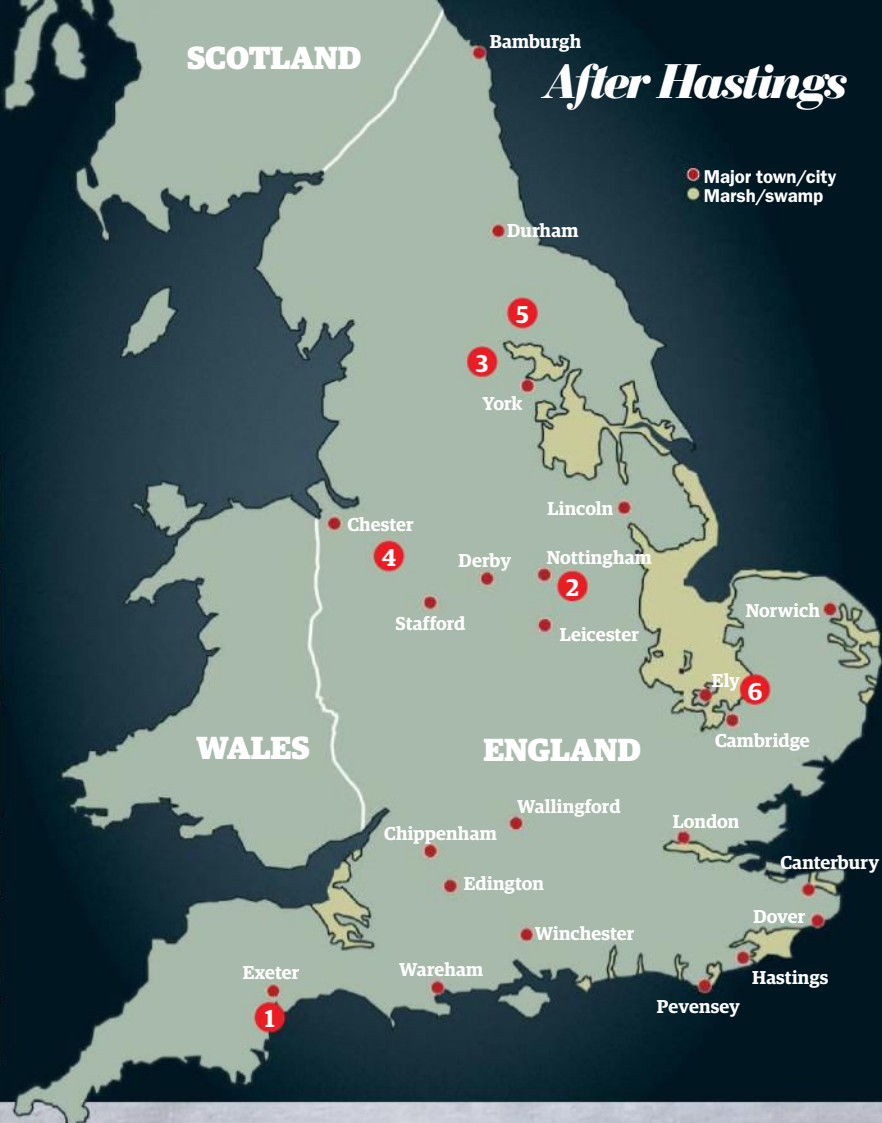 SCOTLAND
Bamburgh
After Hastings
Major town/city
Marsh/swamp
Durham
5
3
York
Lincoln
Chester
4
Derby
Nottingham
2
Stafford
Leicester
Norwich
Ely
6
Cambridge
WALES
ENGLAND
Wallingford
London
Chippenham
Canterbury
Edington
Dover
Winchester
Exeter
Wareham
Hastings
Pevensey
1